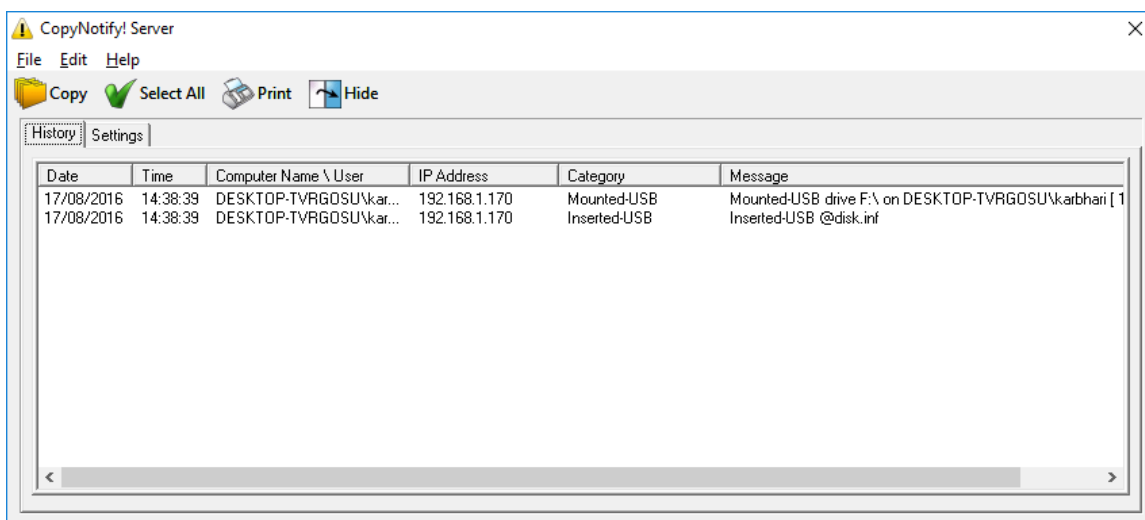 CopyNotify! Server
File Edit Help
Copy Select All Print Hide
History Settings
Date Time Computer Name \ User IP Address Category Message
17/08/2016 14:38:39 DESKTOP-TVRGOSU\kar... 192.168.1.170 Mounted-USB Mounted-USB drive F:\ on DESKTOP-TVRGOSU\karbhari [ 1
17/08/2016 14:38:39 DESKTOP-TVRGOSU\kar... 192.168.1.170 Inserted-USB Inserted-USB @disk.inf